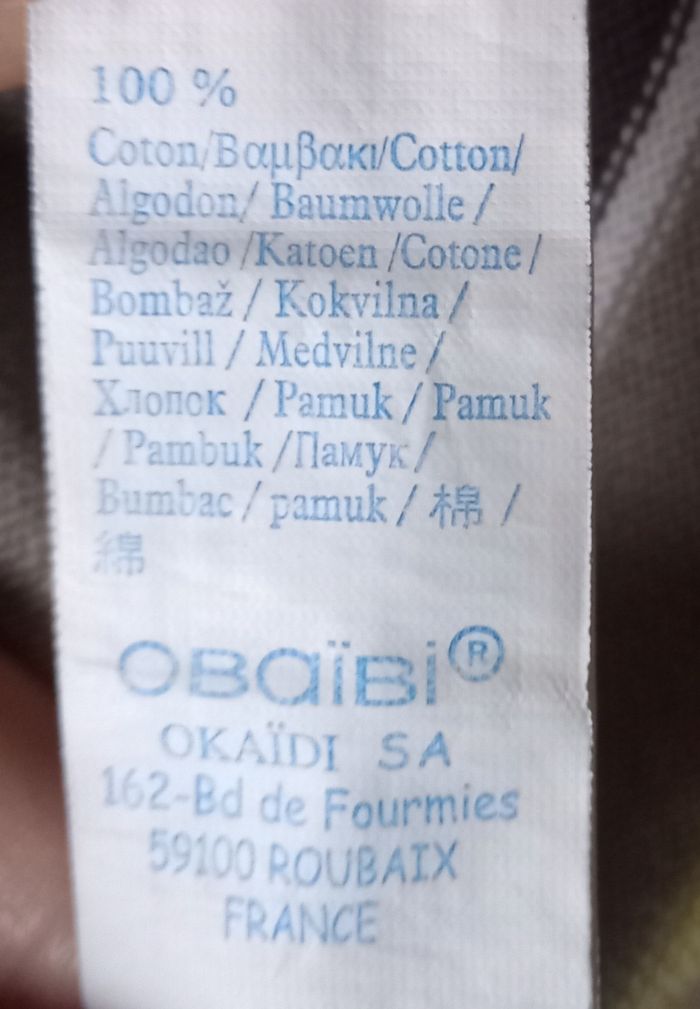 100 %
Coton/Βαμβακι/Cotton/
Algodon/ Baumwolle /
Algodao /Katoen /Cotone /
Bombaž / Kokvilna /
Puuvill / Medvilne /
Хлопок / Pamuk / Pamuk
/ Pambuk /Памук /
Bumbac / pamuk / 棉 /
綿
OBaïBi®
OKAÏDI SA
162-Bd de Fourmies
59100 ROUBAIX
FRANCE